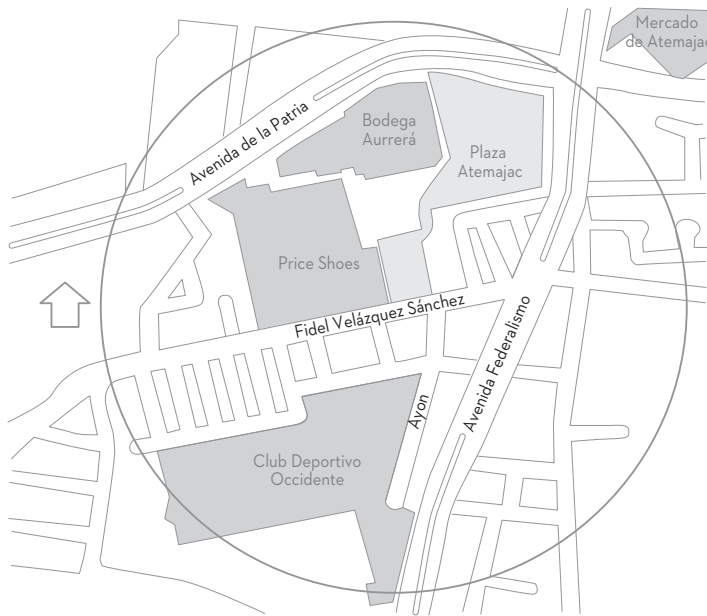 Mercado
de Atemajac
Avenida de la Patria
Bodega
Aurrerá
Plaza
Atemajac
Price Shoes
Fidel Velázquez Sánchez
Avenida Federalismo
Ayon
Club Deportivo
Occidente